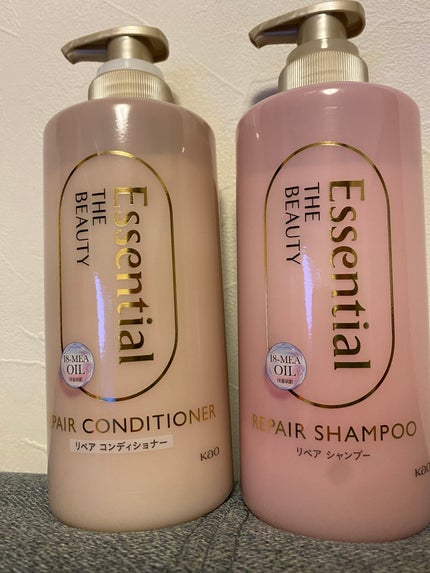 Essential
THE
BEAUTY
18-MEA
OIL
PAIR CONDITIONER
リペア コンディショナー
Kao
Essential
THE
BEAUTY
18-MEA
OIL
REPAIR SHAMPOO
リペア シャンプー
Kao